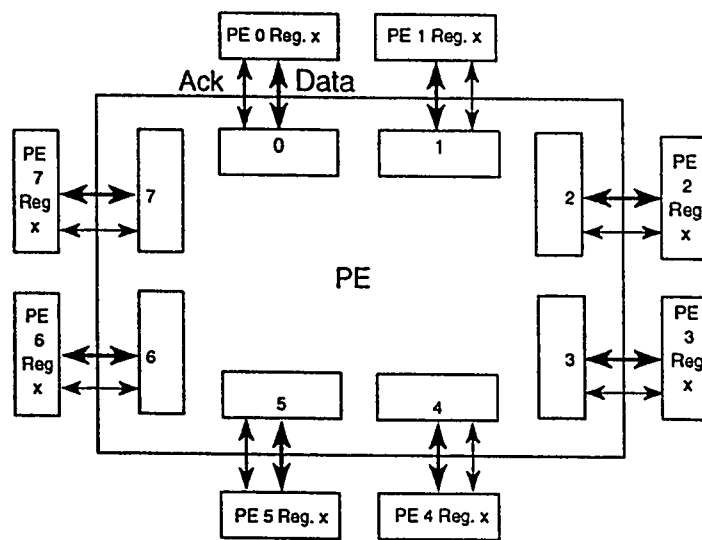 PE 0 Reg. x
PE 1 Reg. x
Ack
Data
0
1
PE
7
Reg
x
7
2
PE
2
Reg.
x
PE
PE
6
Reg
x
6
3
PE
3
Reg.
x
5
4
PE 5 Reg. x
PE 4 Reg. x